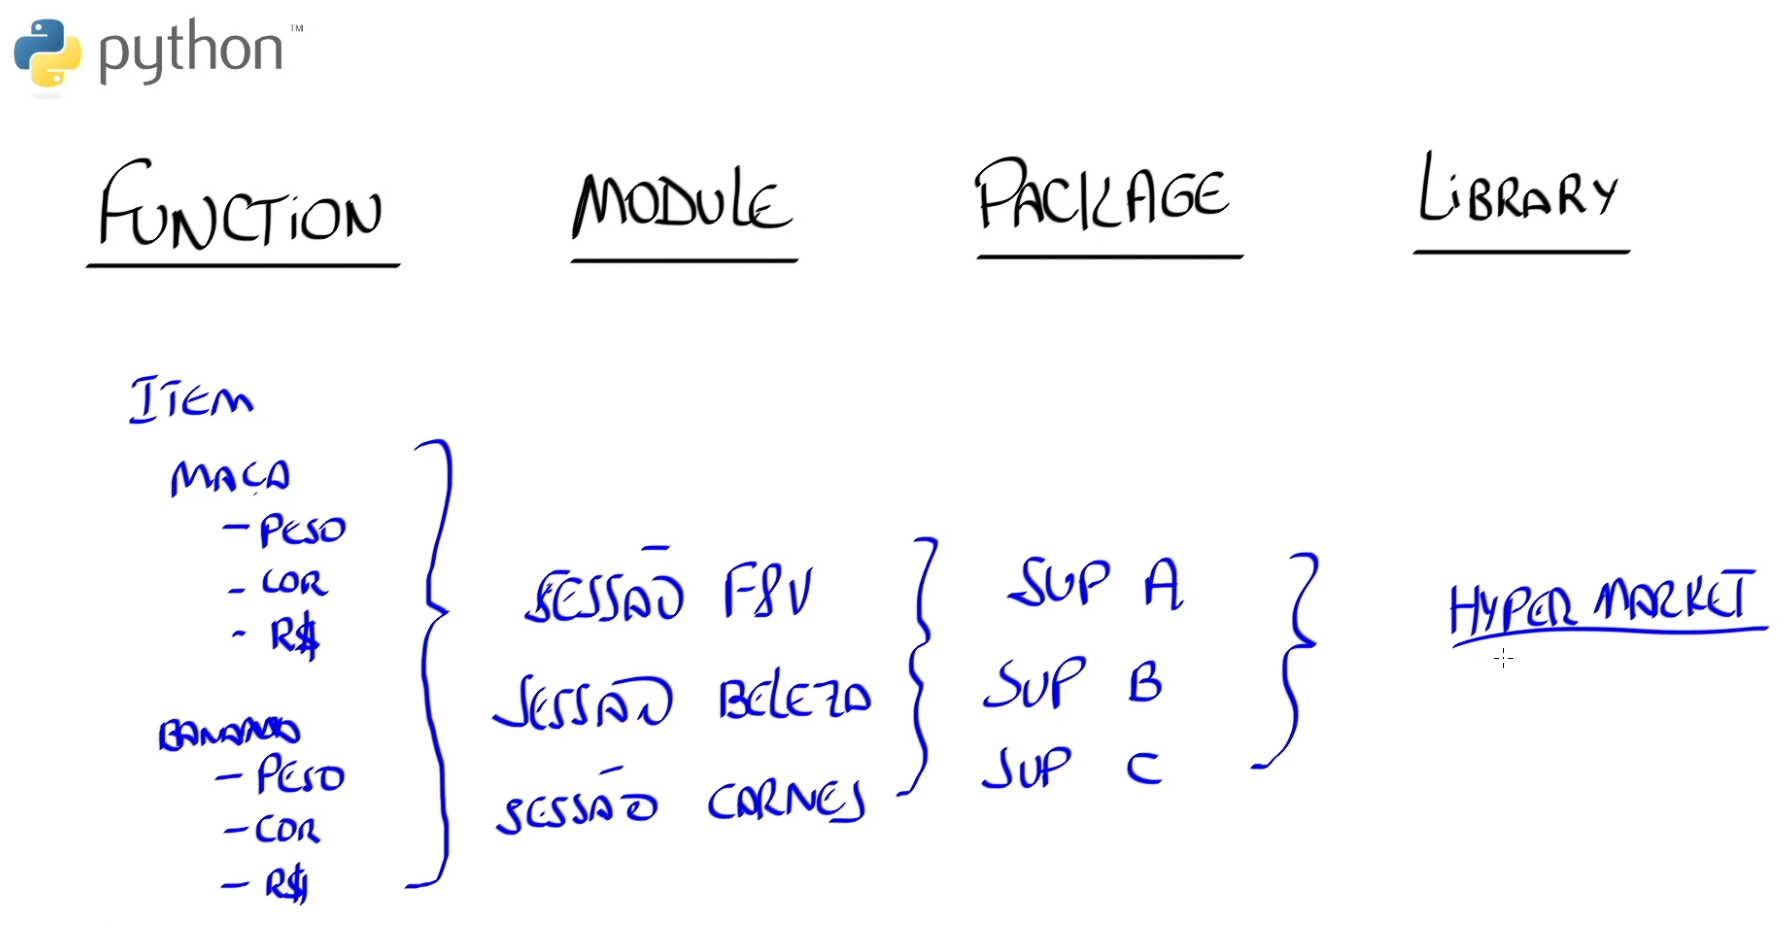 python™
FUNCTION
MODULE
PACKAGE
LIBRARY
ITEM
MAÇA
- PESO
- COR
- R$
BANANA
- PESO
- COR
- R$
SESSÃO F&V
SESSÃO BELEZA
SESSÃO CARNES
SUP A
SUP B
SUP C
HYPER MARKET